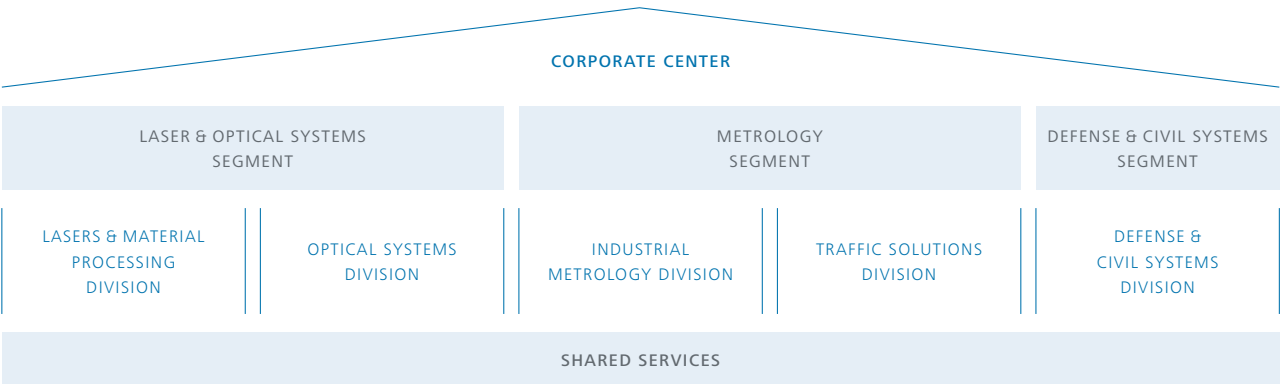 CORPORATE CENTER
LASER & OPTICAL SYSTEMS
SEGMENT
METROLOGY
SEGMENT
DEFENSE & CIVIL SYSTEMS
SEGMENT
LASERS & MATERIAL
PROCESSING
DIVISION
OPTICAL SYSTEMS
DIVISION
INDUSTRIAL
METROLOGY DIVISION
TRAFFIC SOLUTIONS
DIVISION
DEFENSE &
CIVIL SYSTEMS
DIVISION
SHARED SERVICES